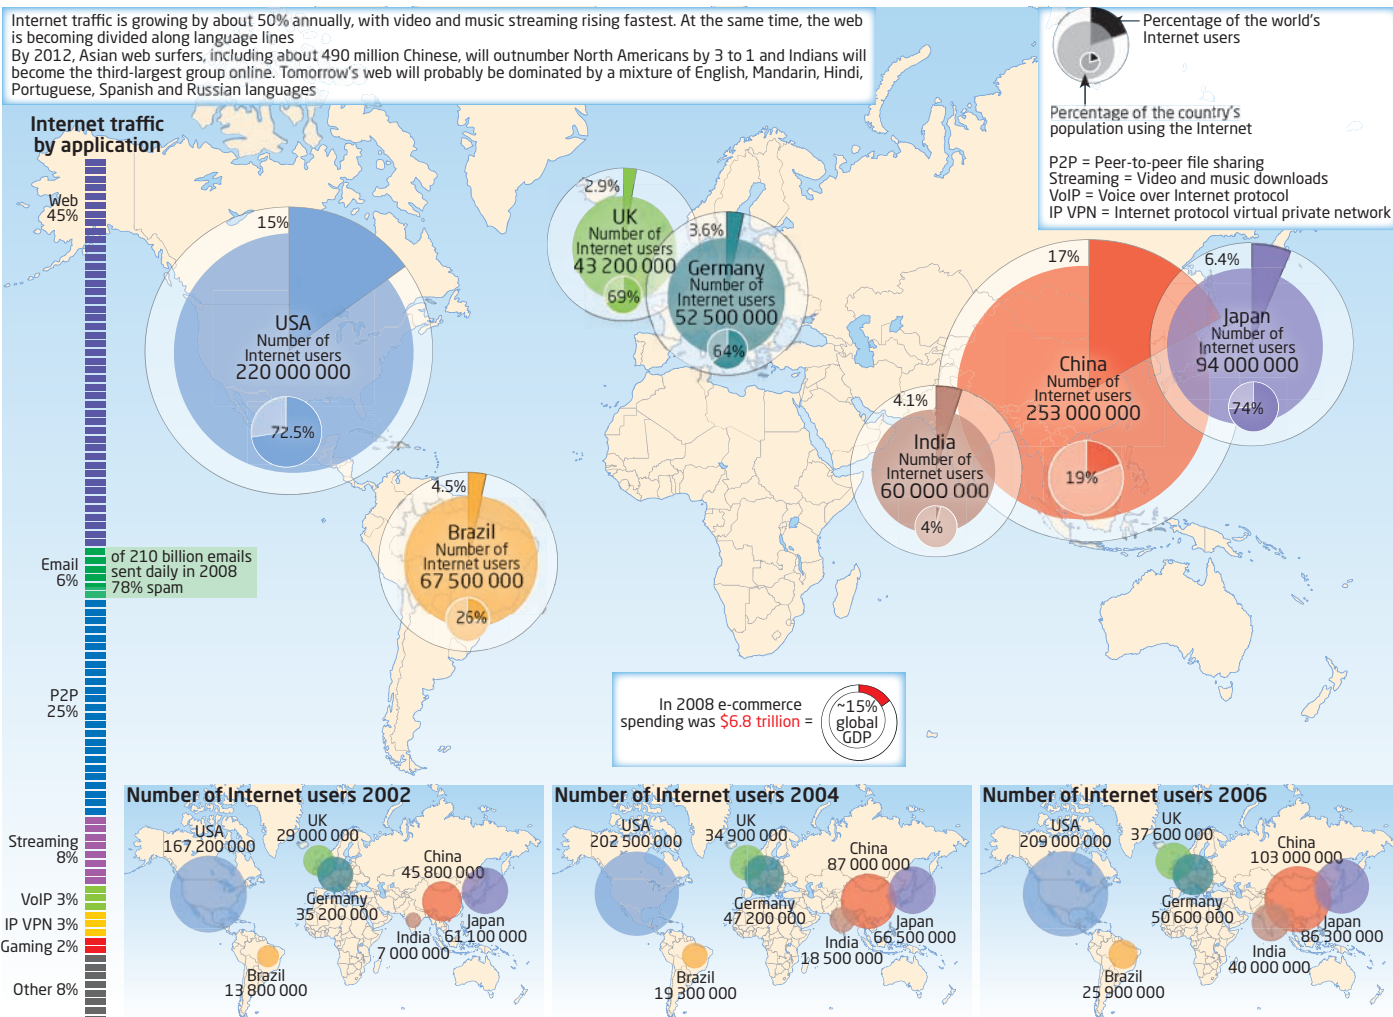 Internet traffic is growing by about 50% annually, with video and music streaming rising fastest. At the same time, the web
is becoming divided along language lines
By 2012, Asian web surfers, including about 490 million Chinese, will outnumber North Americans by 3 to 1 and Indians will
become the third-largest group online. Tomorrow's web will probably be dominated by a mixture of English, Mandarin, Hindi,
Portuguese, Spanish and Russian languages
Percentage of the world's
Internet users
Percentage of the country's
population using the Internet
P2P = Peer-to-peer file sharing
Streaming = Video and music downloads
VoIP = Voice over Internet protocol
IP VPN = Internet protocol virtual private network
Internet traffic
by application
Web
45%
Email
6%
of 210 billion emails
sent daily in 2008
78% spam
P2P
25%
Streaming
8%
VoIP 3%
IP VPN 3%
Gaming 2%
Other 8%
15%
USA
Number of
Internet users
220 000 000
72.5%
2.9%
UK
Number of
Internet users
43 200 000
69%
3.6%
Germany
Number of
Internet users
52 500 000
64%
17%
China
Number of
Internet users
253 000 000
19%
6.4%
Japan
Number of
Internet users
94 000 000
74%
4.1%
India
Number of
Internet users
60 000 000
4%
4.5%
Brazil
Number of
Internet users
67 500 000
26%
In 2008 e-commerce
spending was $6.8 trillion =
~15%
global
GDP
Number of Internet users 2002
USA
167 200 000
UK
29 000 000
Germany
35 200 000
China
45 800 000
Japan
61 100 000
India
7 000 000
Brazil
13 800 000
Number of Internet users 2004
USA
202 500 000
UK
34 900 000
Germany
47 200 000
China
87 000 000
Japan
66 500 000
India
18 500 000
Brazil
19 300 000
Number of Internet users 2006
USA
209 000 000
UK
37 600 000
Germany
50 600 000
China
103 000 000
Japan
86 300 000
India
40 000 000
Brazil
25 900 000